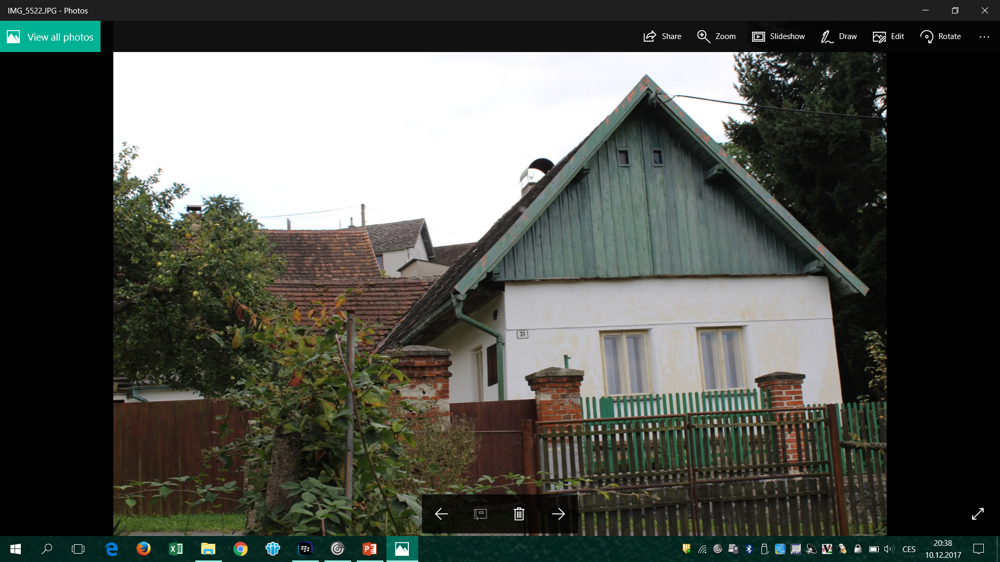 IMG_5522.JPG - Photos
View all photos
Share
Zoom
Slideshow
Draw
Edit
Rotate
31
CES
20:38
10.12.2017